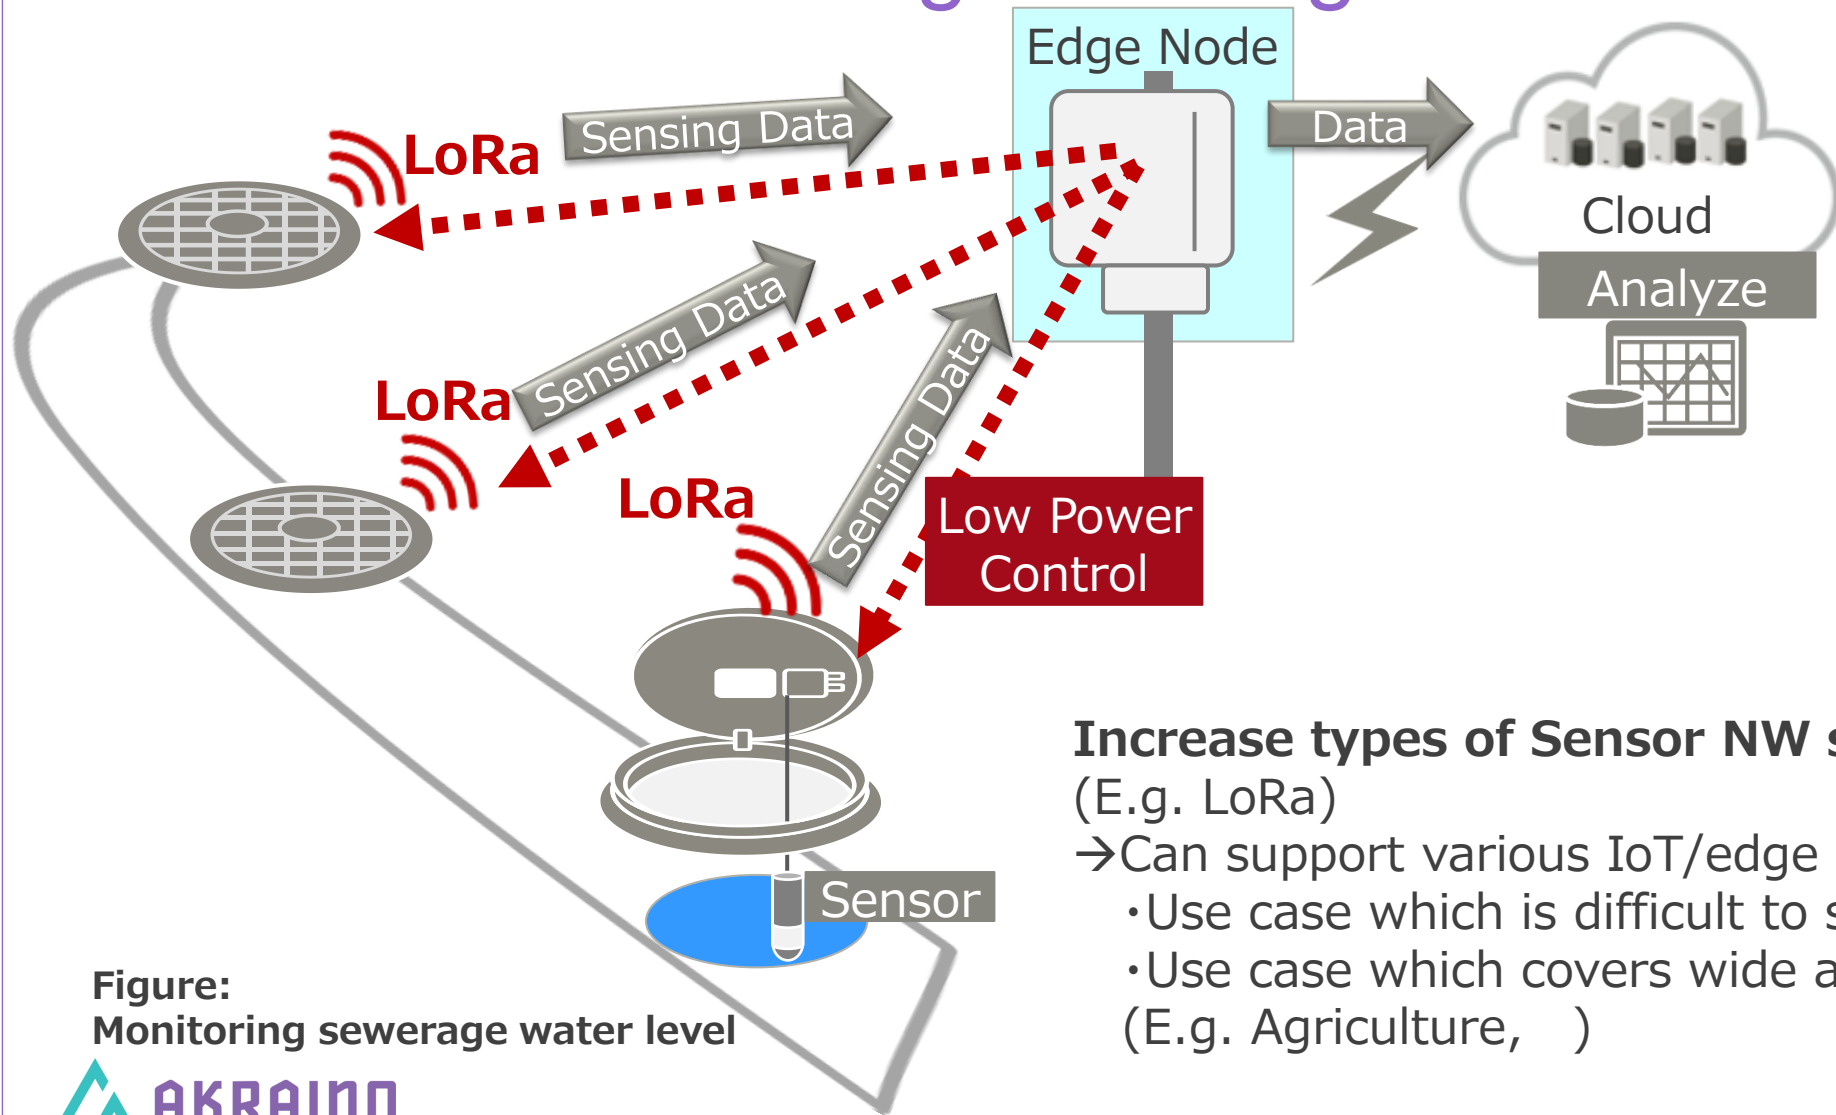 Edge Node
LoRa
Sensing Data
Data
Cloud
Analyze
LoRa
Sensing Data
LoRa
Sensing Data
Low Power
Control
Sensor
Increase types of Sensor NW
(E.g. LoRa)
→Can support various IoT/edge
・Use case which is difficult to
・Use case which covers wide
(E.g. Agriculture,   )
Figure:
Monitoring sewerage water level
AKRAINO